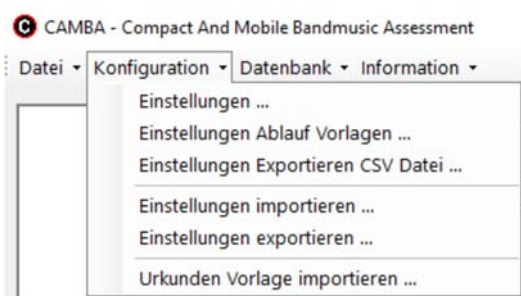 C CAMBA - Compact And Mobile Bandmusic Assessment
Datei Konfiguration Datenbank Information
Einstellungen ...
Einstellungen Ablauf Vorlagen ...
Einstellungen Exportieren CSV Datei ...
Einstellungen importieren ...
Einstellungen exportieren ...
Urkunden Vorlage importieren ...